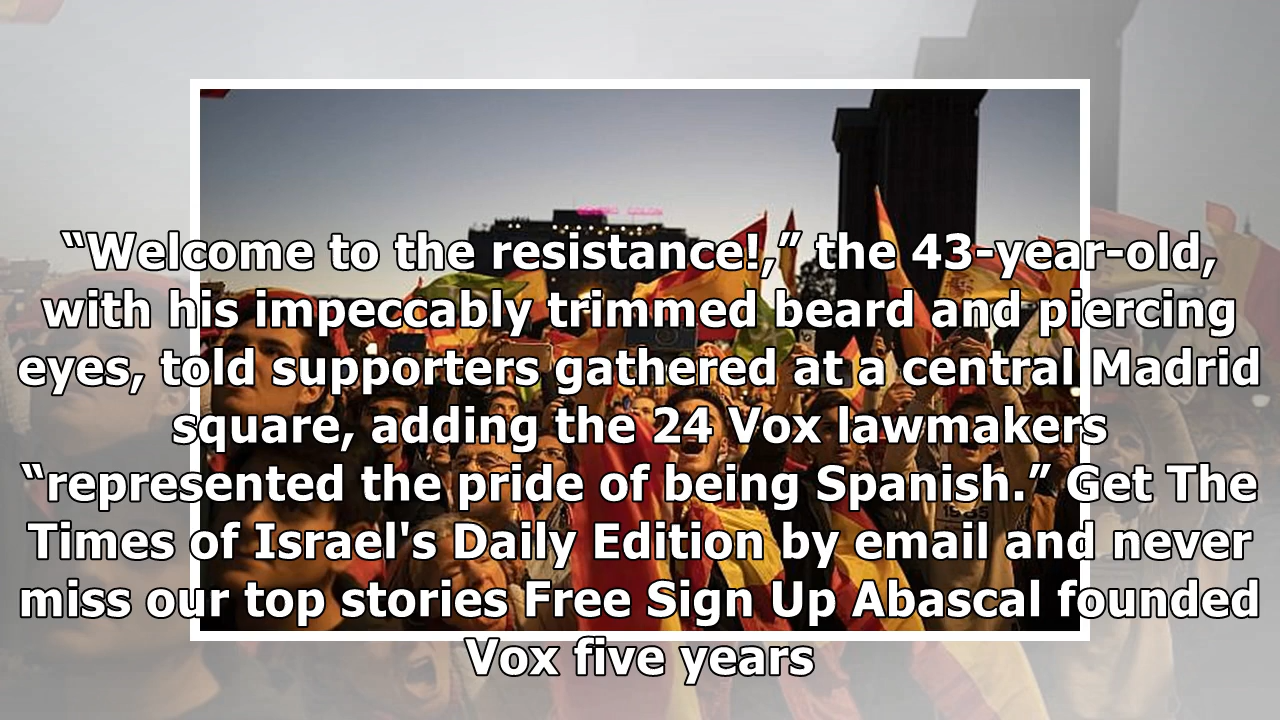 “Welcome to the resistance!,” the 43-year-old,
with his impeccably trimmed beard and piercing
eyes, told supporters gathered at a central Madrid
square, adding the 24 Vox lawmakers
“represented the pride of being Spanish.” Get The
Times of Israel's Daily Edition by email and never
miss our top stories Free Sign Up Abascal founded
Vox five years